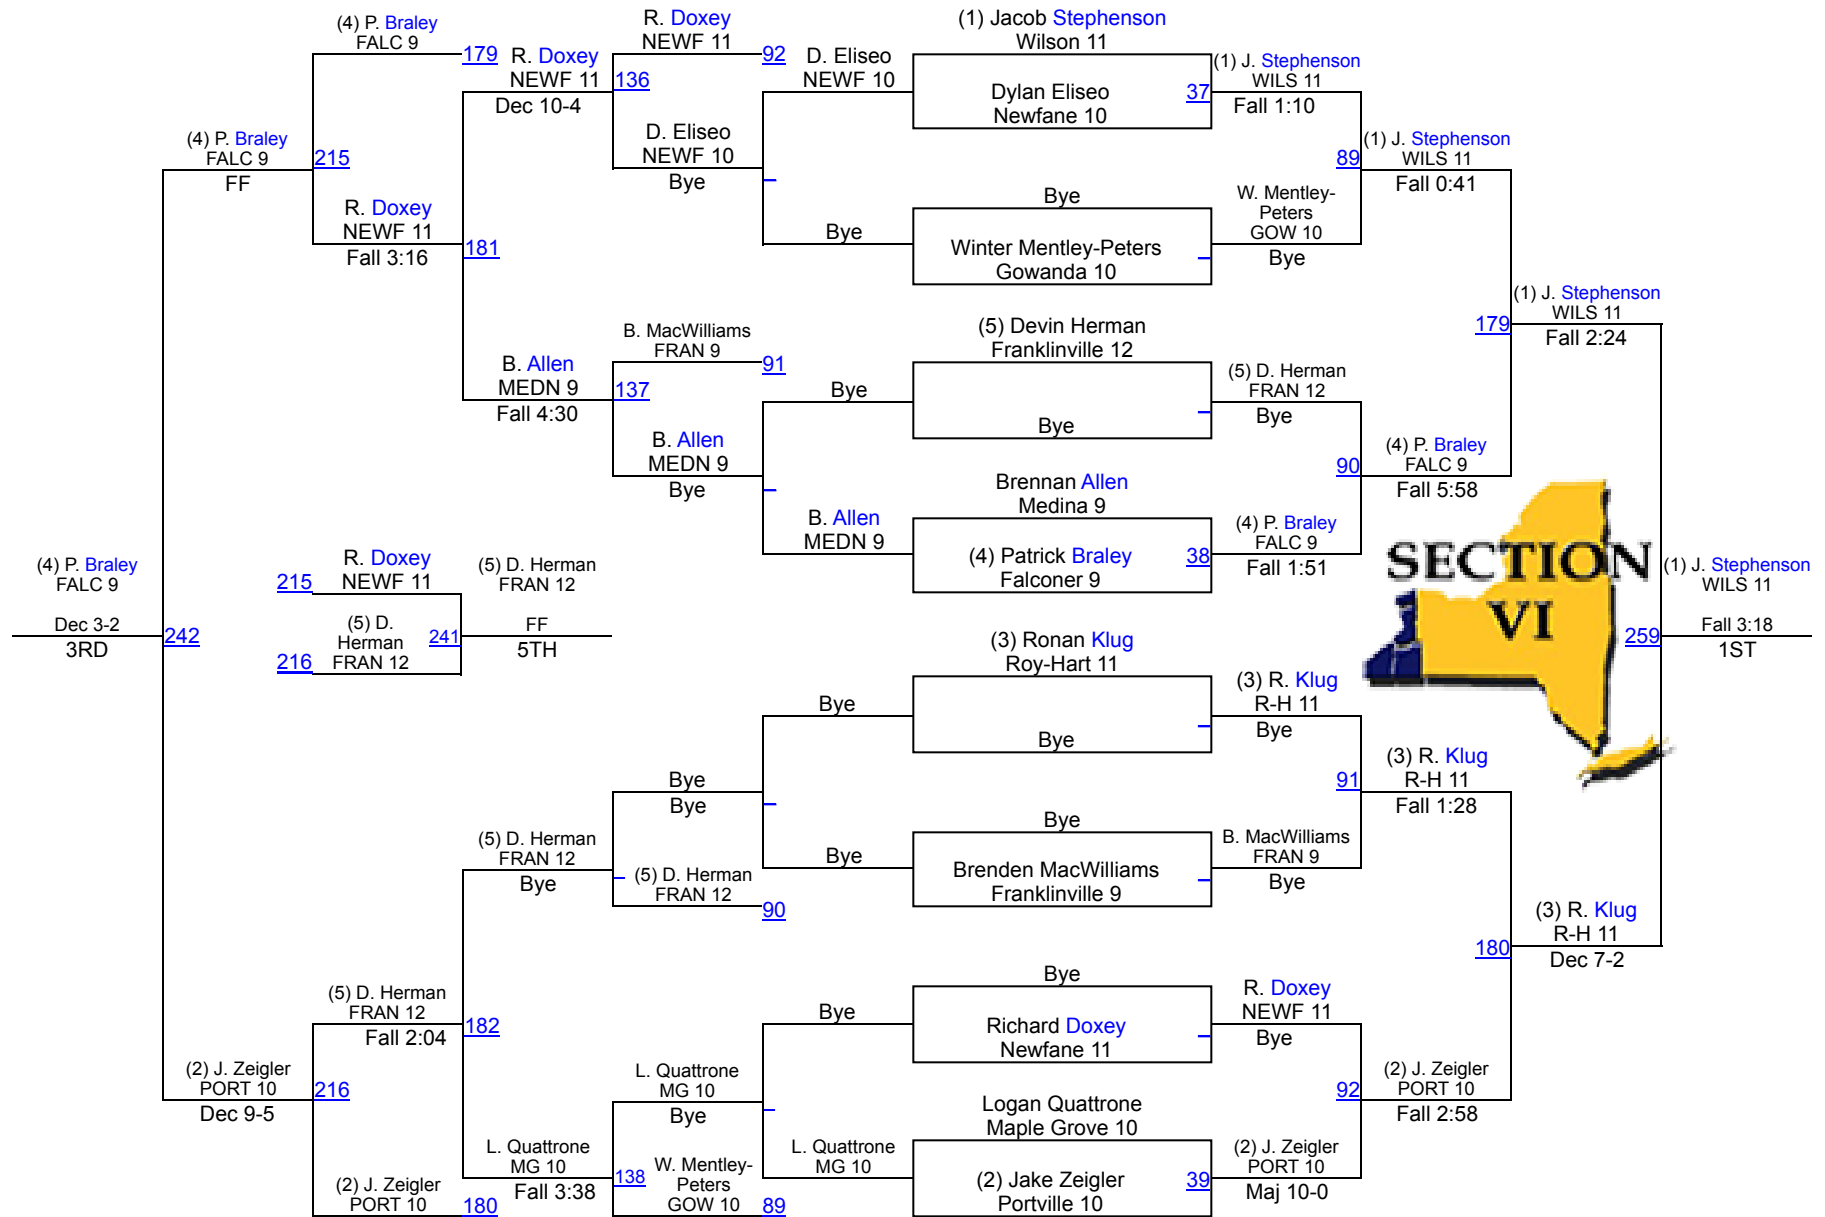 (4) P. Braley
FALC 9
179
R. Doxey
NEWF 11
Dec 10-4
R. Doxey
NEWF 11
92
136
D. Eliseo
NEWF 10
(1) Jacob Stephenson
Wilson 11
Dylan Eliseo
Newfane 10
37
(1) J. Stephenson
WILS 11
Fall 1:10
(4) P. Braley
FALC 9
FF
215
D. Eliseo
NEWF 10
Bye
89
(1) J. Stephenson
WILS 11
Fall 0:41
R. Doxey
NEWF 11
Fall 3:16
181
Bye
Bye
Winter Mentley-Peters
Gowanda 10
W. Mentley-
Peters
GOW 10
Bye
B. MacWilliams
FRAN 9
91
B. Allen
MEDN 9
Fall 4:30
137
(5) Devin Herman
Franklinville 12
Bye
Bye
(5) D. Herman
FRAN 12
Bye
179
(1) J. Stephenson
WILS 11
Fall 2:24
B. Allen
MEDN 9
Bye
90
(4) P. Braley
FALC 9
Fall 5:58
B. Allen
MEDN 9
Brennan Allen
Medina 9
(4) Patrick Braley
Falconer 9
38
(4) P. Braley
FALC 9
Fall 1:51
(4) P. Braley
FALC 9
Dec 3-2
3RD
242
215
R. Doxey
NEWF 11
216
(5) D.
Herman
FRAN 12
241
(5) D. Herman
FRAN 12
FF
5TH
SECTION
VI
259
(1) J. Stephenson
WILS 11
Fall 3:18
1ST
(3) Ronan Klug
Roy-Hart 11
Bye
Bye
(3) R. Klug
R-H 11
Bye
Bye
Bye
91
(3) R. Klug
R-H 11
Fall 1:28
(5) D. Herman
FRAN 12
Bye
(5) D. Herman
FRAN 12
90
Bye
Bye
Brenden MacWilliams
Franklinville 9
B. MacWilliams
FRAN 9
Bye
180
(3) R. Klug
R-H 11
Dec 7-2
(5) D. Herman
FRAN 12
Fall 2:04
182
Bye
Bye
Richard Doxey
Newfane 11
R. Doxey
NEWF 11
Bye
(2) J. Zeigler
PORT 10
Dec 9-5
216
L. Quattrone
MG 10
Bye
92
(2) J. Zeigler
PORT 10
Fall 2:58
L. Quattrone
MG 10
Fall 3:38
138
W. Mentley-
Peters
GOW 10
89
L. Quattrone
MG 10
Logan Quattrone
Maple Grove 10
(2) Jake Zeigler
Portville 10
39
(2) J. Zeigler
PORT 10
Maj 10-0
(2) J. Zeigler
PORT 10
180